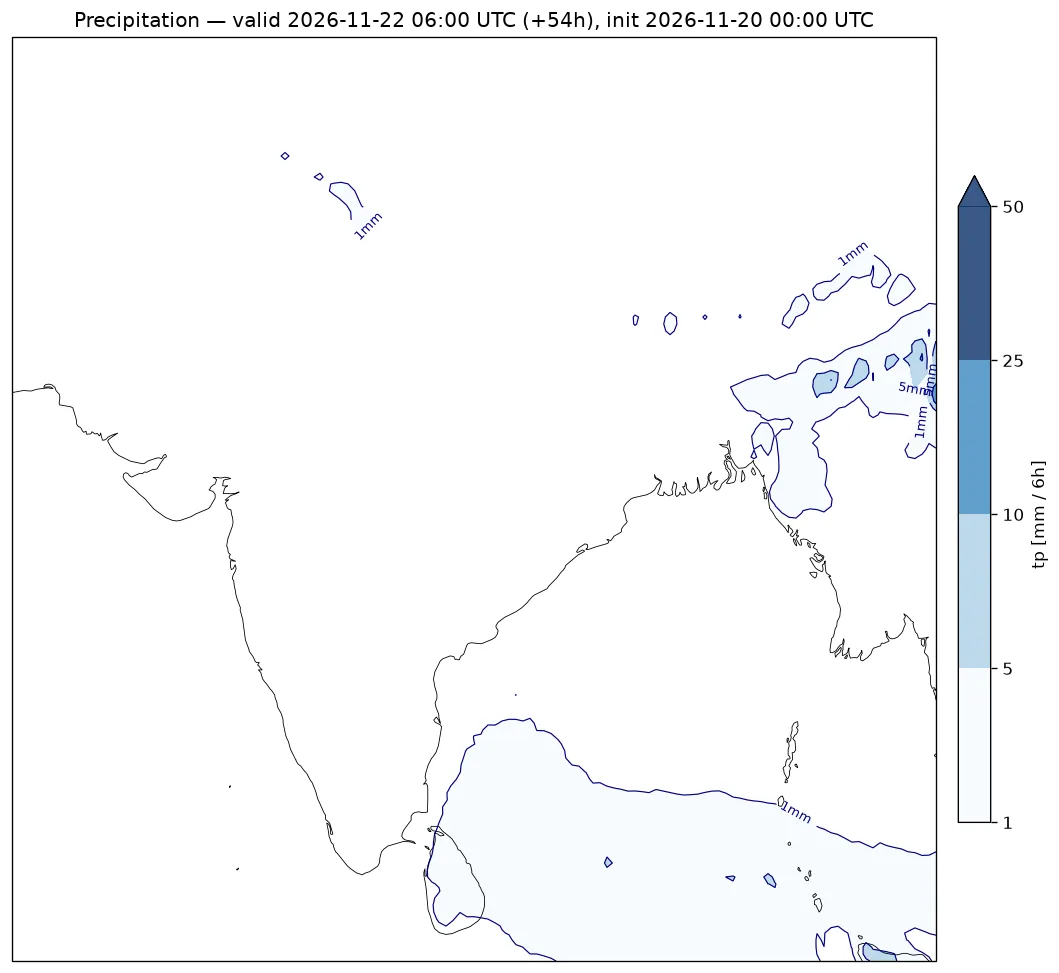 Precipitation — valid 2026-11-22 06:00 UTC (+54h), init 2026-11-20 00:00 UTC
1mm
1mm
5mm
5mm
1mm
1mm
50
25
10
5
1
tp [mm / 6h]